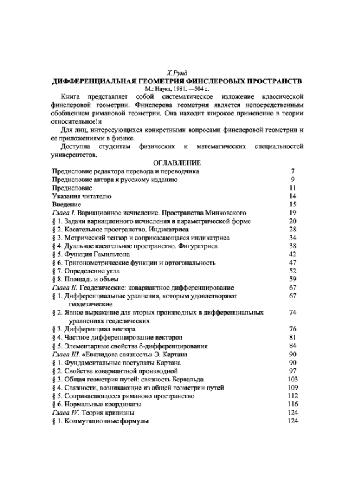 Х.Рунд
ДИФФЕРЕНЦИАЛЬНАЯ ГЕОМЕТРИЯ ФИНСЛЕРОВЫХ ПРОСТРАНСТВ
М.: Наука, 1981. —504 с.
Книга представляет собой систематическое изложение классической
финслеровой геометрии. Финслерова геометрия является непосредственным
обобщением римановой геометрии. Она находит широкое применение в теории
относительности
Для лиц, интересующихся конкретными вопросами финслеровой геометрии и
ее приложениями в физике.
Доступна студентам физических и математических специальностей
университетов.
ОГЛАВЛЕНИЕ
Предисловие редактора перевода и переводчика 7
Предисловие автора к русскому изданию 9
Предисловие 11
Указания читателю 14
Введение 15
Глава I. Вариационное исчисление. Пространства Минковского 19
§ 1. Задачи вариационного исчисления в параметрической форме 20
§ 2. Касательное пространство. Индикатриса 28
§ 3. Метрический тензор и соприкасающаяся индикатриса 34
§ 4. Дуальное касательное пространство. Фигуратриса 38
§ 5. Функция Гамильтона 42
§ 6. Тригонометрические функции и ортогональность 47
§ 7. Определение угла 52
§ 8. Площадь и объем 59
Глава II. Геодезические: ковариантное дифференцирование 67
§ 1. Дифференциальные уравнения, которым удовлетворяют 67
геодезические
§ 2. Явное выражение для вторых производных в дифференциальных 74
уравнениях геодезических
§ 3. Дифференциал вектора 76
§ 4. Частное дифференцирование векторов 81
§ 5. Элементарные свойства δ-дифференцирования 84
Глава III. «Евклидова связность» Э. Картана 90
§ 1. Фундаментальные постулаты Картана 90
§ 2. Свойства ковариантной производной 97
§ 3. Общая геометрия путей: связность Бервальда 103
§ 4. Связности, возникающие из общей геометрии путей 109
§ 5. Соприкасающееся риманово пространство 112
§ 6. Нормальные координаты 116
Глава IV. Теория кривизны 124
§ 1. Коммутационные формулы 124